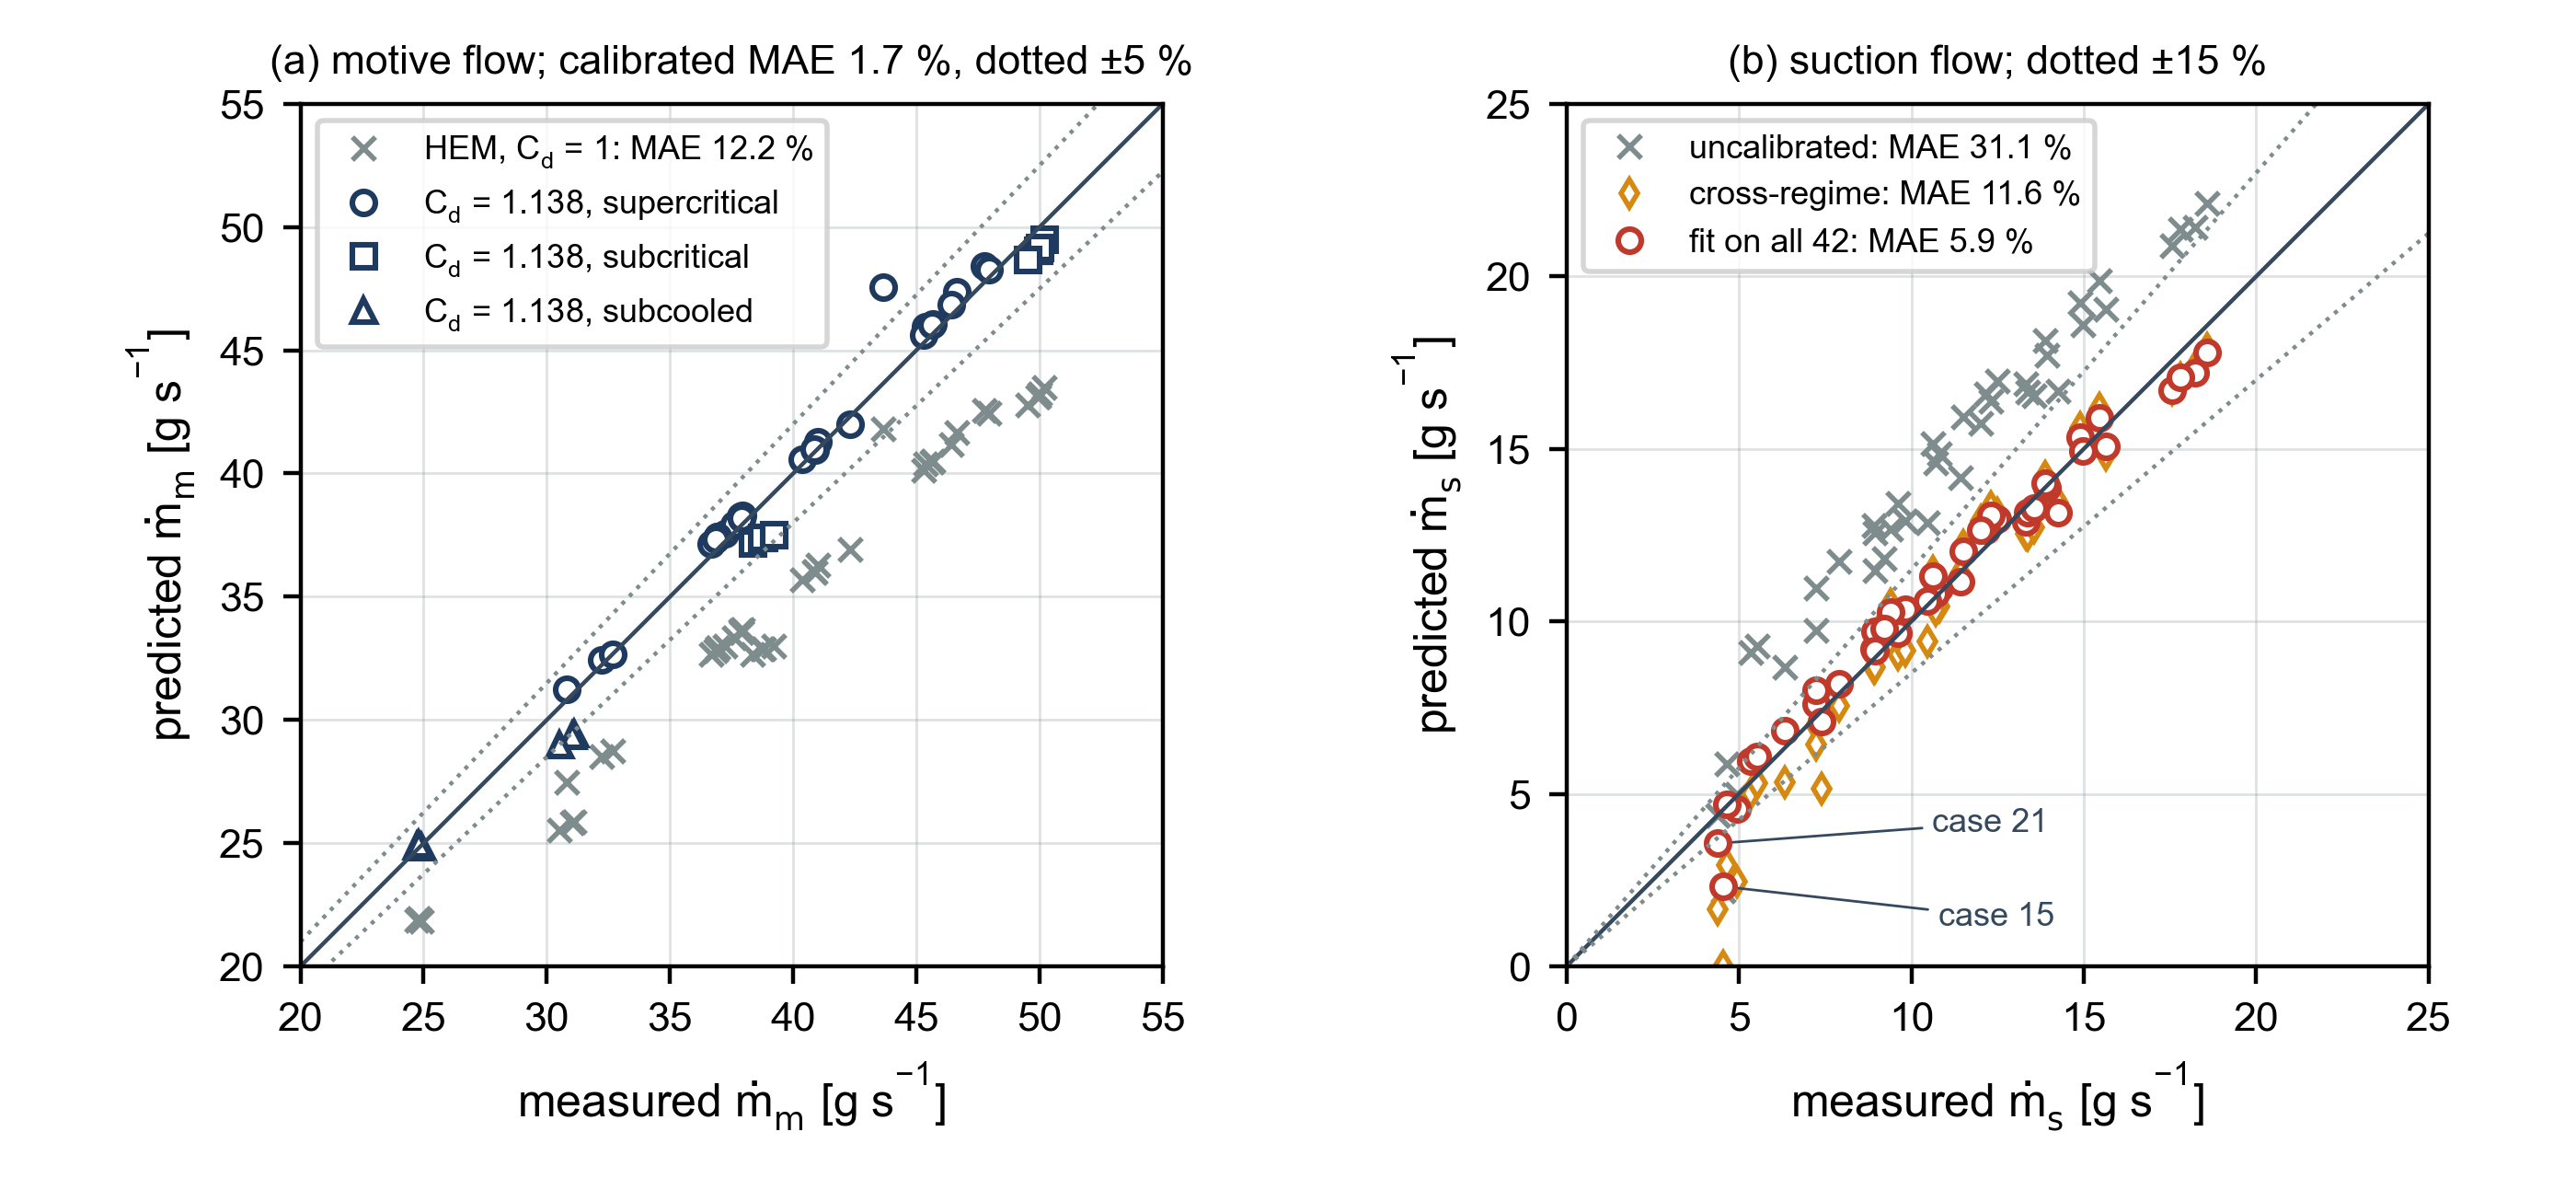 (a) motive flow; calibrated MAE 1.7 %, dotted ±5 %
55
50
45
40
35
30
25
20
predicted ṁₘ [g s⁻¹]
HEM, C_d = 1: MAE 12.2 %
C_d = 1.138, supercritical
C_d = 1.138, subcritical
C_d = 1.138, subcooled
20 25 30 35 40 45 50 55
measured ṁₘ [g s⁻¹]
(b) suction flow; dotted ±15 %
25
20
15
10
5
0
predicted ṁₛ [g s⁻¹]
uncalibrated: MAE 31.1 %
cross-regime: MAE 11.6 %
fit on all 42: MAE 5.9 %
case 21
case 15
0 5 10 15 20 25
measured ṁₛ [g s⁻¹]